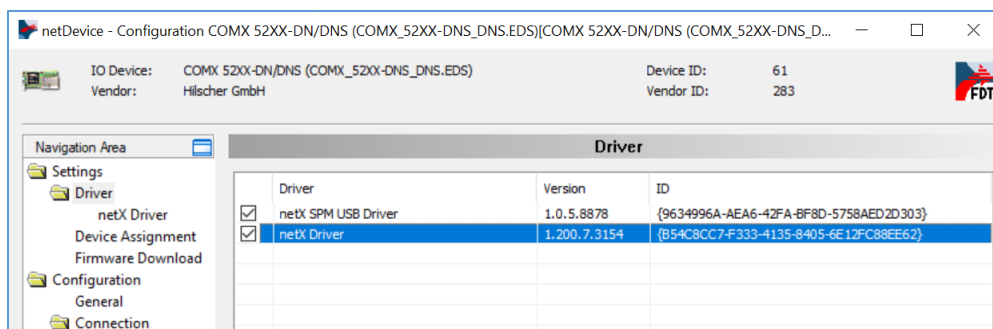 netDevice - Configuration COMX 52XX-DN/DNS (COMX_52XX-DNS_DNS.EDS)[COMX 52XX-DN/DNS (COMX_52XX-DNS_D...
IO Device: COMX 52XX-DN/DNS (COMX_52XX-DNS_DNS.EDS) Device ID: 61
Vendor: Hilscher GmbH Vendor ID: 283
FDT
Navigation Area Driver
Settings
Driver
netX Driver
Device Assignment
Firmware Download
Configuration
General
Connection
Driver Version ID
netX SPM USB Driver 1.0.5.8878 {9634996A-AEA6-42FA-BF8D-5758AED2D303}
netX Driver 1.200.7.3154 {B54C8CC7-F333-4135-8405-6E12FC88EE62}